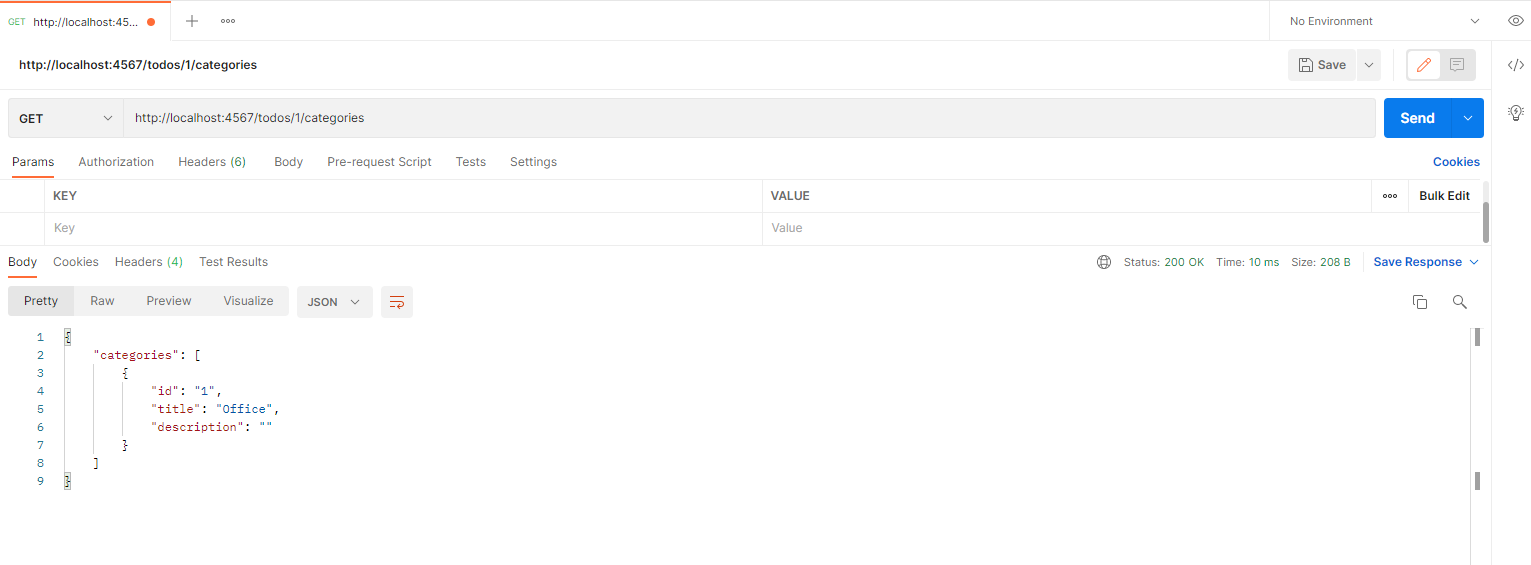 GET http://localhost:45...
No Environment
http://localhost:4567/todos/1/categories
Save
GET http://localhost:4567/todos/1/categories
Send
Params Authorization Headers (6) Body Pre-request Script Tests Settings Cookies
KEY VALUE Bulk Edit
Key Value
Body Cookies Headers (4) Test Results Status: 200 OK Time: 10 ms Size: 208 B Save Response
Pretty Raw Preview Visualize JSON
1 {
2 "categories": [
3 {
4 "id": "1",
5 "title": "Office",
6 "description": ""
7 }
8 ]
9 }